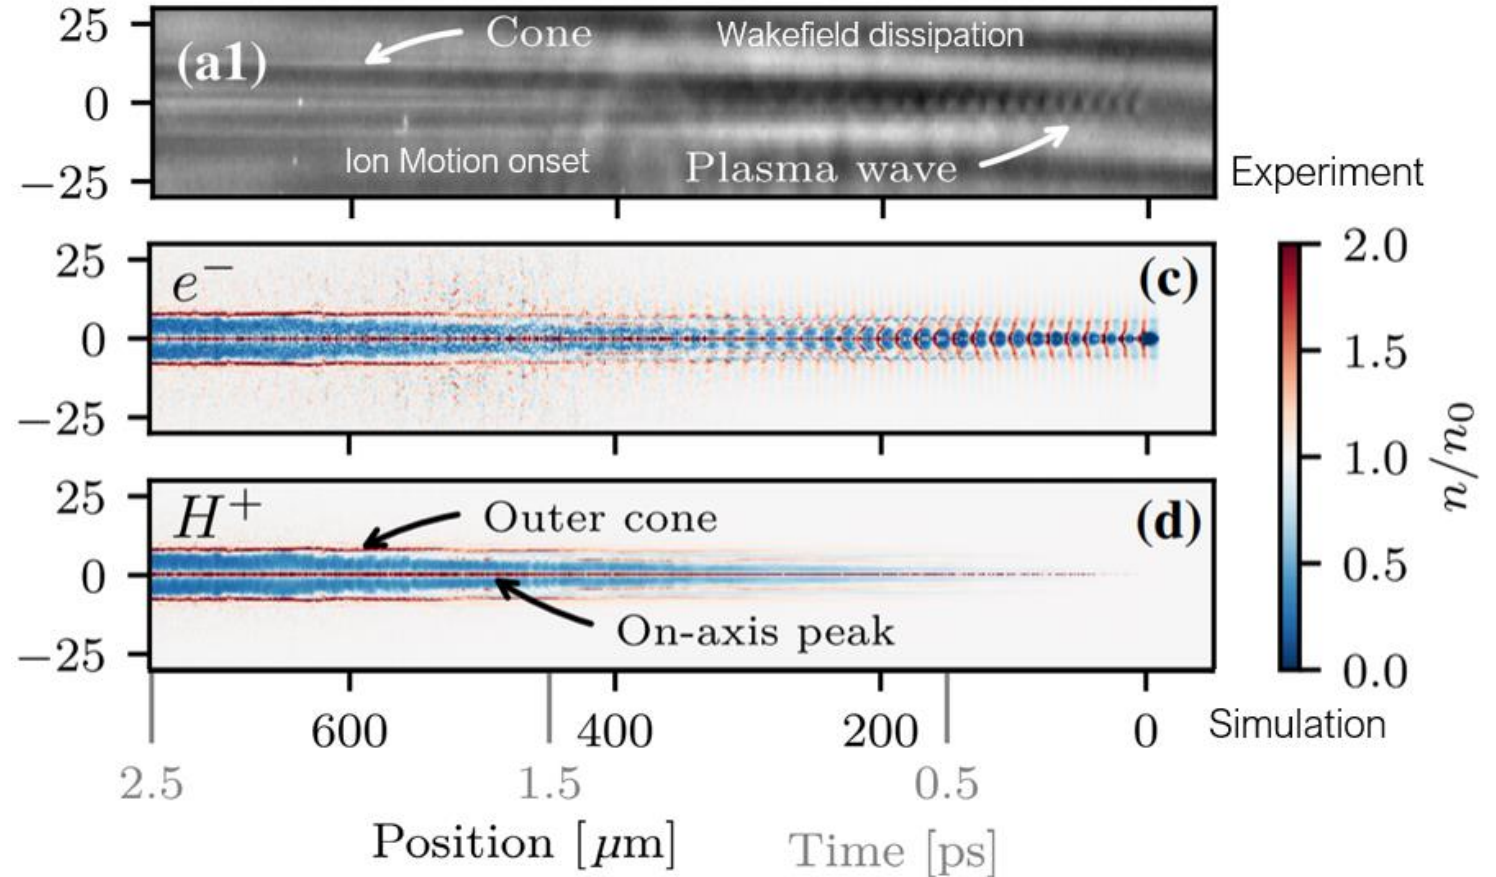 25
Cone
Wakefield dissipation
(a1)
0
Ion Motion onset
Plasma wave
−25
Experiment
25
e−
(c)
0
−25
2.0
1.5
1.0
0.5
0.0
n/n0
25
H+
Outer cone
(d)
0
On-axis peak
−25
600
400
200
0
Simulation
2.5
1.5
0.5
Position [μm]
Time [ps]